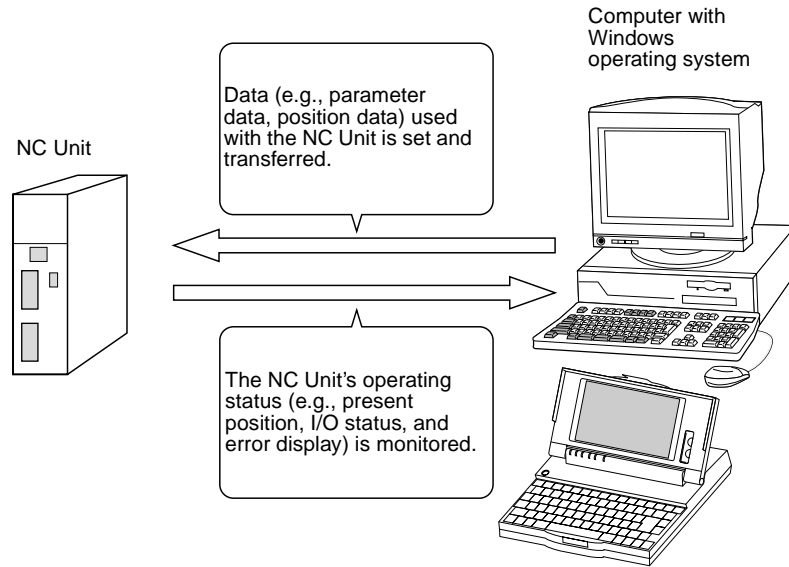 Computer with
Windows
operating system
Data (e.g., parameter
data, position data) used
with the NC Unit is set and
transferred.
NC Unit
The NC Unit's operating
status (e.g., present
position, I/O status, and
error display) is monitored.